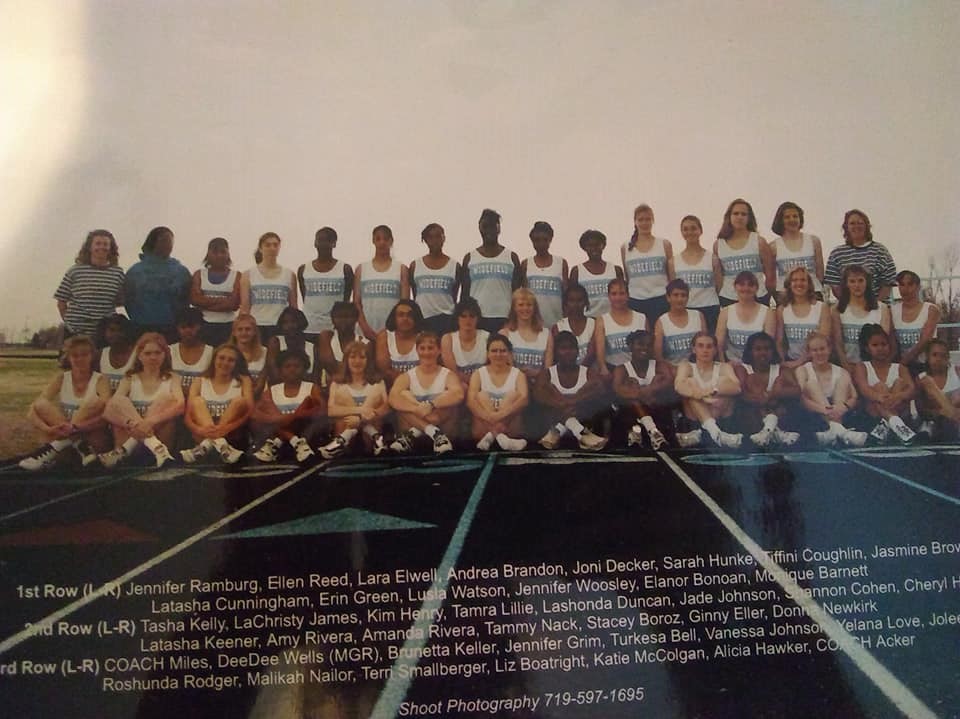 WIDEFIELD
1st Row (L-R) Jennifer Ramburg, Ellen Reed, Lara Elwell, Andrea Brandon, Joni Decker, Sarah Hunke, Tiffini Coughlin, Jasmine Brow
Latasha Cunningham, Erin Green, Lusia Watson, Jennifer Woosley, Elanor Bonoan, Monique Barnett
2nd Row (L-R) Tasha Kelly, LaChristy James, Kim Henry, Tamra Lillie, Lashonda Duncan, Jade Johnson, Shannon Cohen, Cheryl H
Latasha Keener, Amy Rivera, Amanda Rivera, Tammy Nack, Stacey Boroz, Ginny Eller, Donna Newkirk
rd Row (L-R) COACH Miles, DeeDee Wells (MGR), Brunetta Keller, Jennifer Grim, Turkesa Bell, Vanessa Johnson, Yelana Love, Jolee
Roshunda Rodger, Malikah Nailor, Terri Smallberger, Liz Boatright, Katie McColgan, Alicia Hawker, COACH Acker
Shoot Photography 719-597-1695